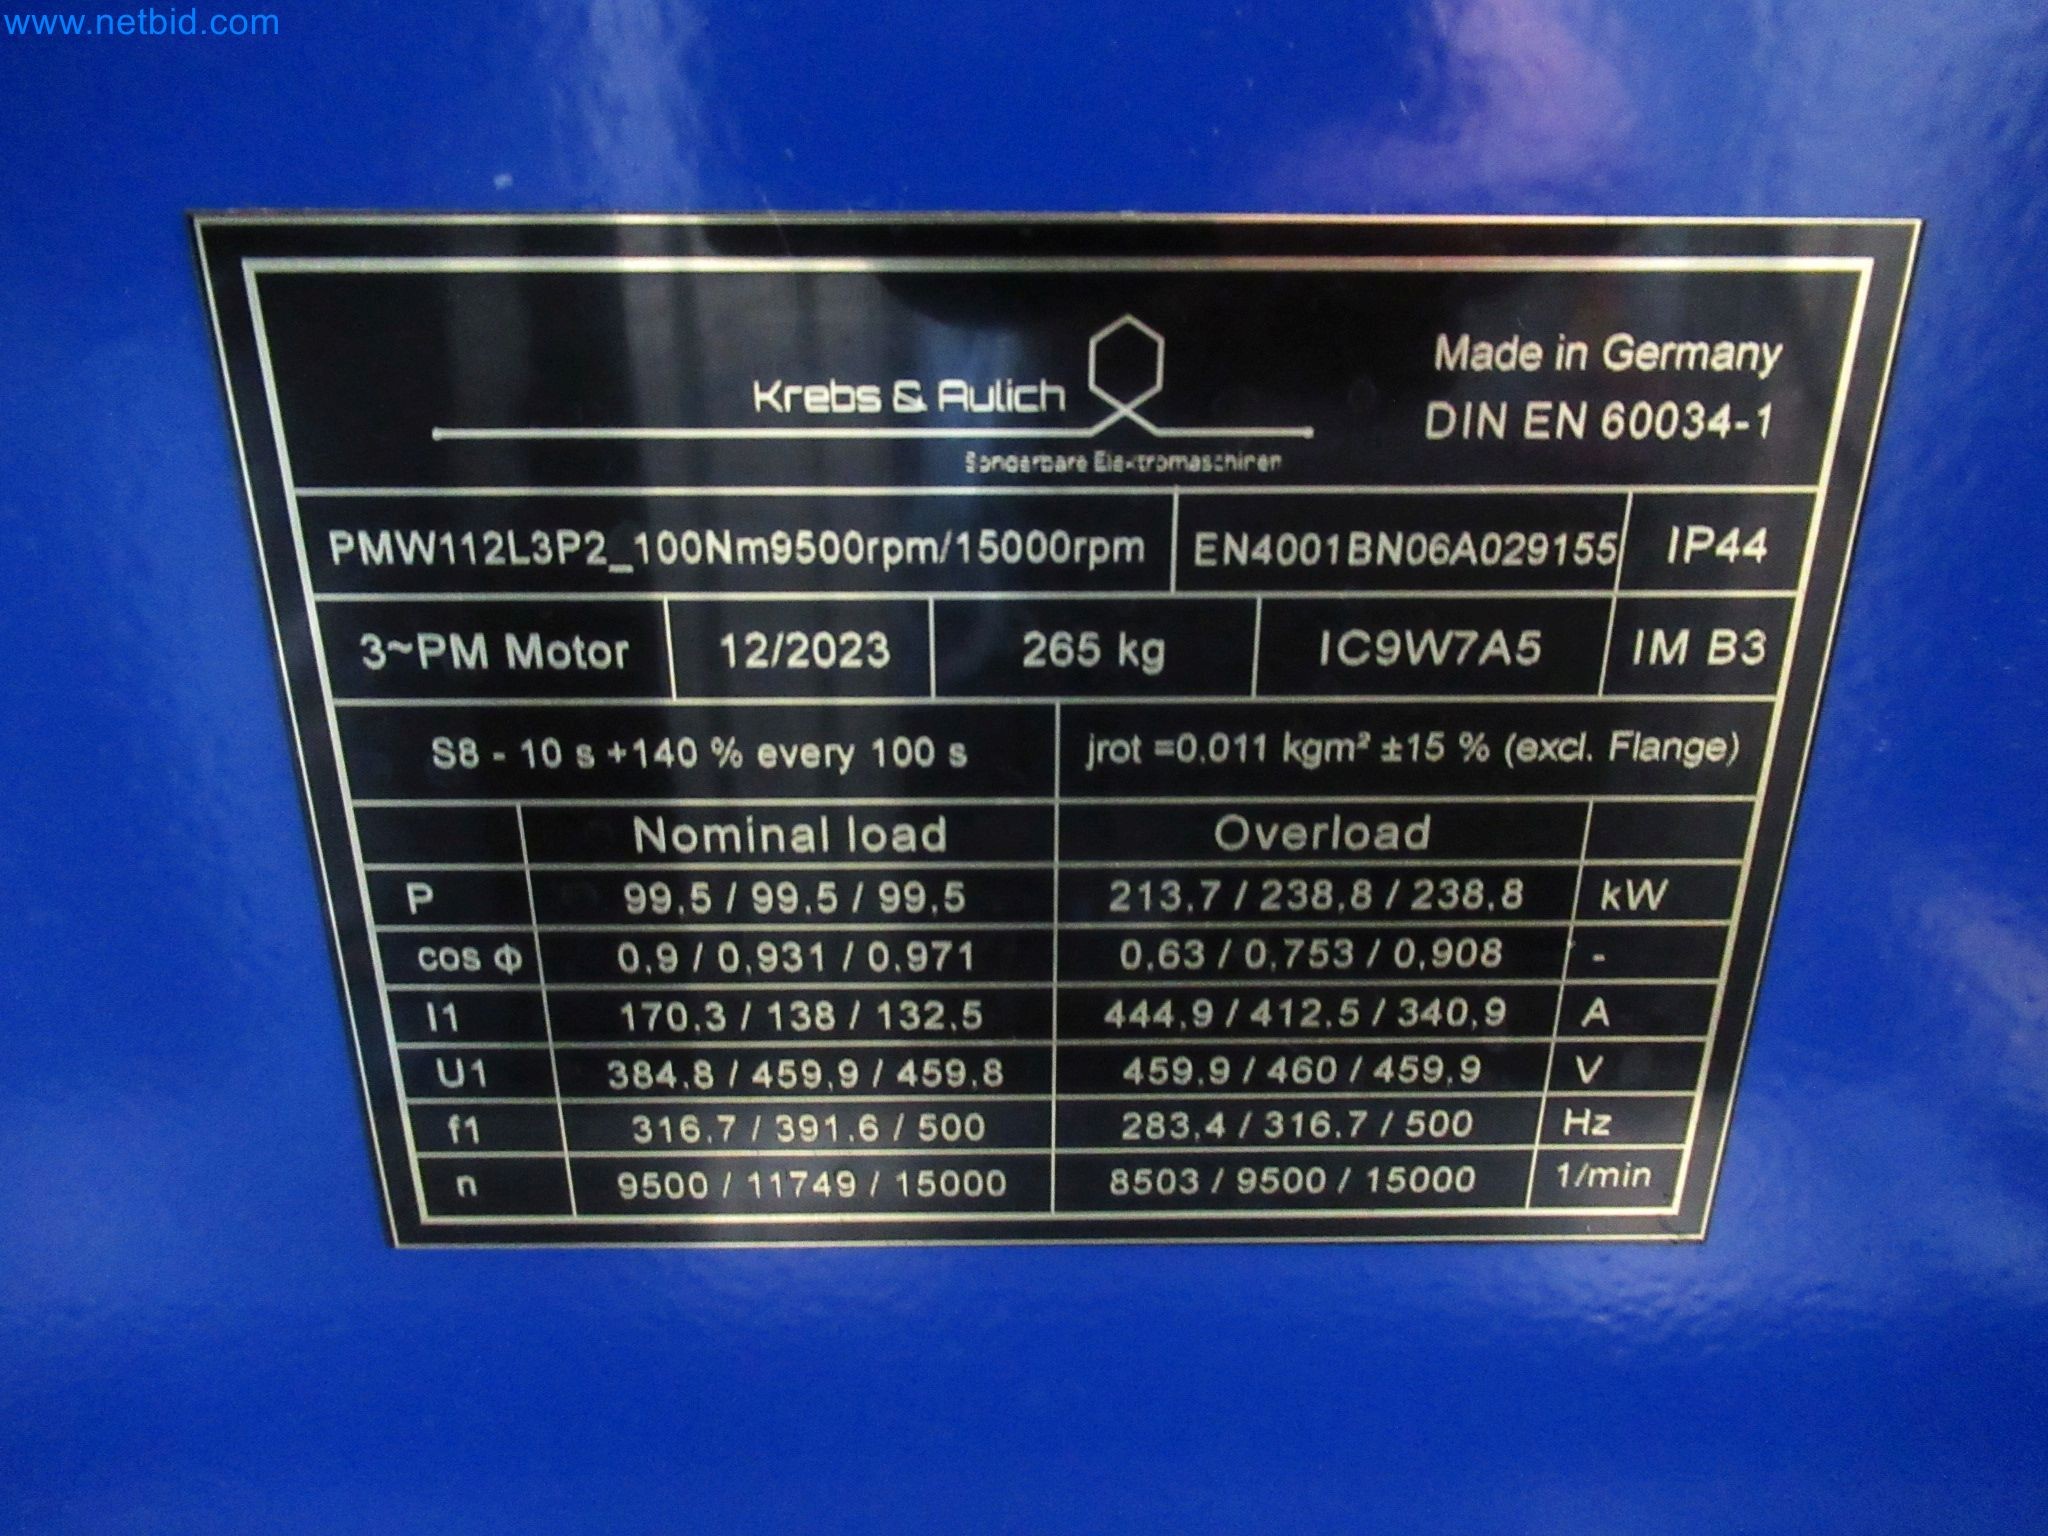 www.netbid.com
Krebs & Aulich
Sonderbare Elektromaschinen
Made in Germany
DIN EN 60034-1
PMW112L3P2_100Nm9500rpm/15000rpm EN4001BN06A029155 IP44
3~PM Motor 12/2023 265 kg IC9W7A5 IM B3
S8 - 10 s +140 % every 100 s jrot =0.011 kgm² ±15 % (excl. Flange)
Nominal load Overload
P 99.5 / 99.5 / 99.5 213.7 / 238.8 / 238.8 kW
cos Φ 0.9 / 0.931 / 0.971 0.63 / 0.753 / 0.908 -
I1 170.3 / 138 / 132.5 444.9 / 412.5 / 340.9 A
U1 384.8 / 459.9 / 459.8 459.9 / 460 / 459.9 V
f1 316.7 / 391.6 / 500 283.4 / 316.7 / 500 Hz
n 9500 / 11749 / 15000 8503 / 9500 / 15000 1/min